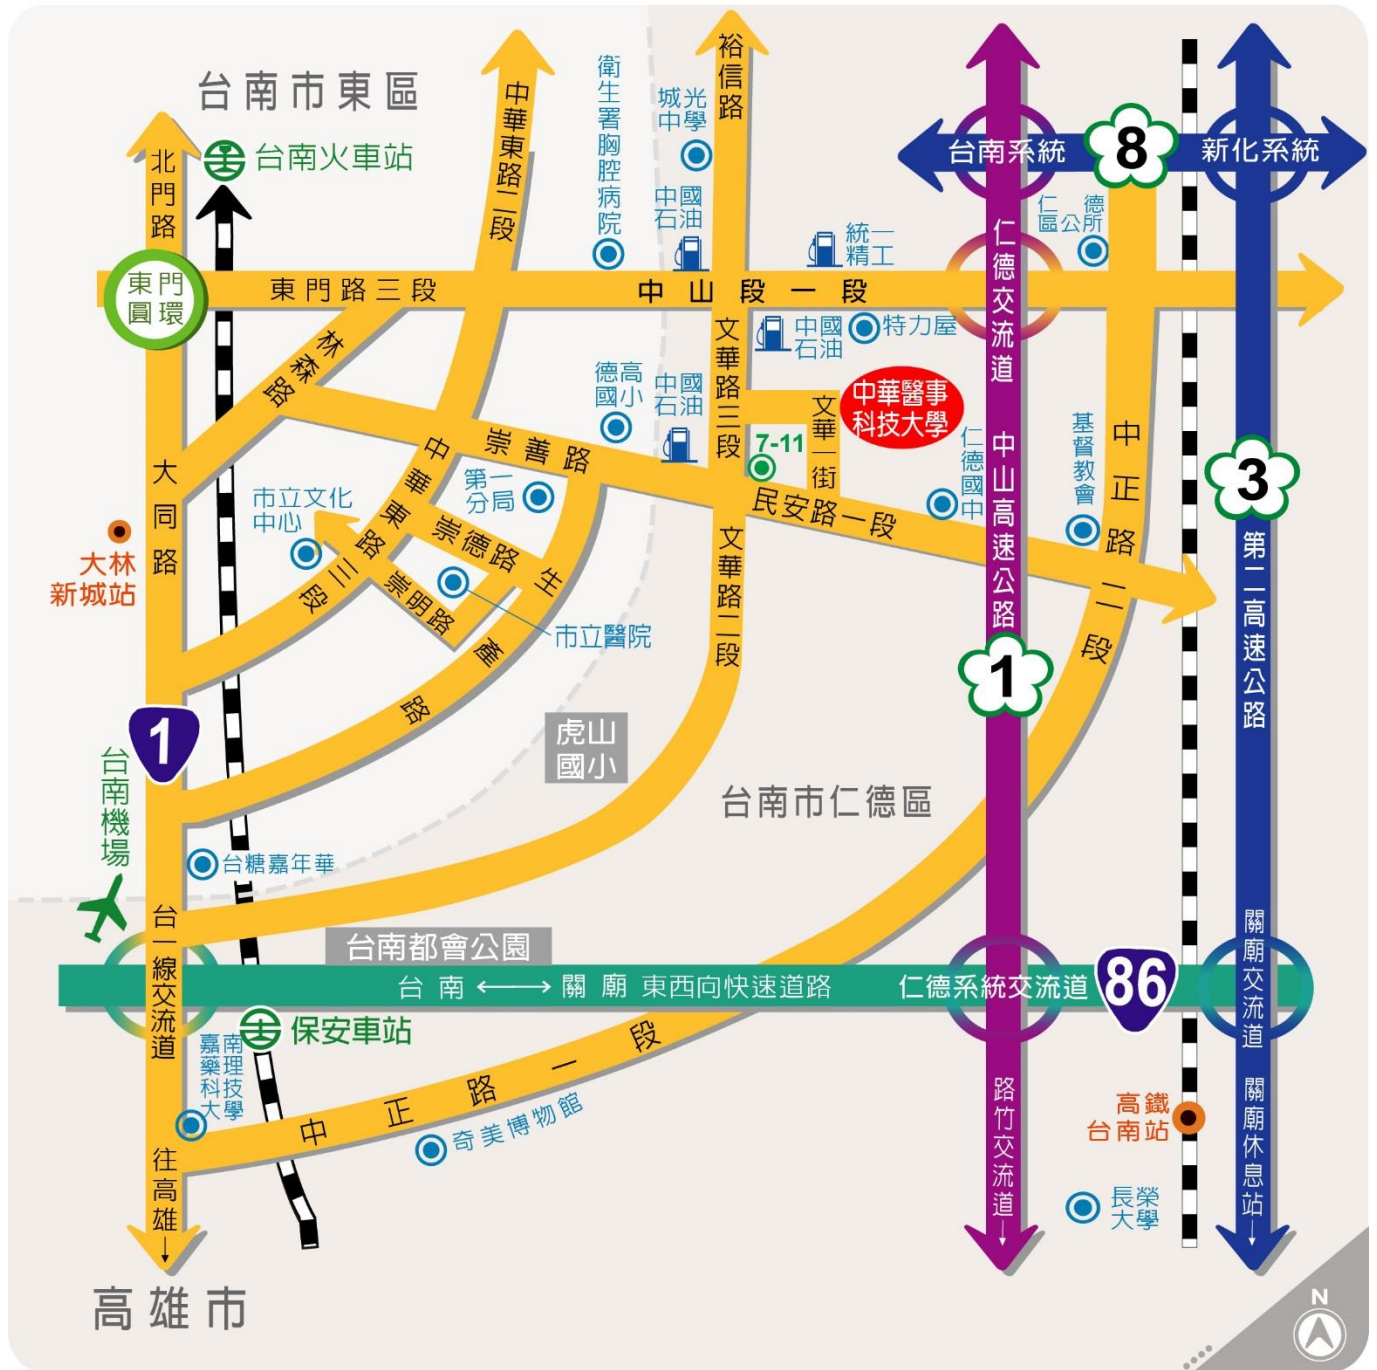 台南市東區
台南火車站
北門路
東門
圓環
東門路三段
中華東路二段
衛生署胸腔病院
裕信路
城光
中學
中國
石油
統一
精工
中山段一段
台南系統
8
新化系統
仁德
區公所
仁德交流道
林森路
德高
國小
中國
石油
文華路三段
中國
石油
特力屋
中華醫事
科技大學
文華一街
7-11
崇善路
中華東路三段
第一
分局
市立文化
中心
崇德路
崇明路
市立醫院
生產路
民安路一段
仁德國中
中山高速公路
基督教會
中正路二段
3
第二高速公路
大同路
大林
新城站
1
1
文華路二段
虎山
國小
台南市仁德區
台南機場
台糖嘉年華
台一線交流道
台南都會公園
台南 ←→ 關廟 東西向快速道路
仁德系統交流道
86
關廟交流道
保安車站
嘉南
藥理
科技
大學
中正路一段
奇美博物館
路竹交流道→
高鐵
台南站
長榮
大學
關廟休息站→
往高雄→
高雄市
N